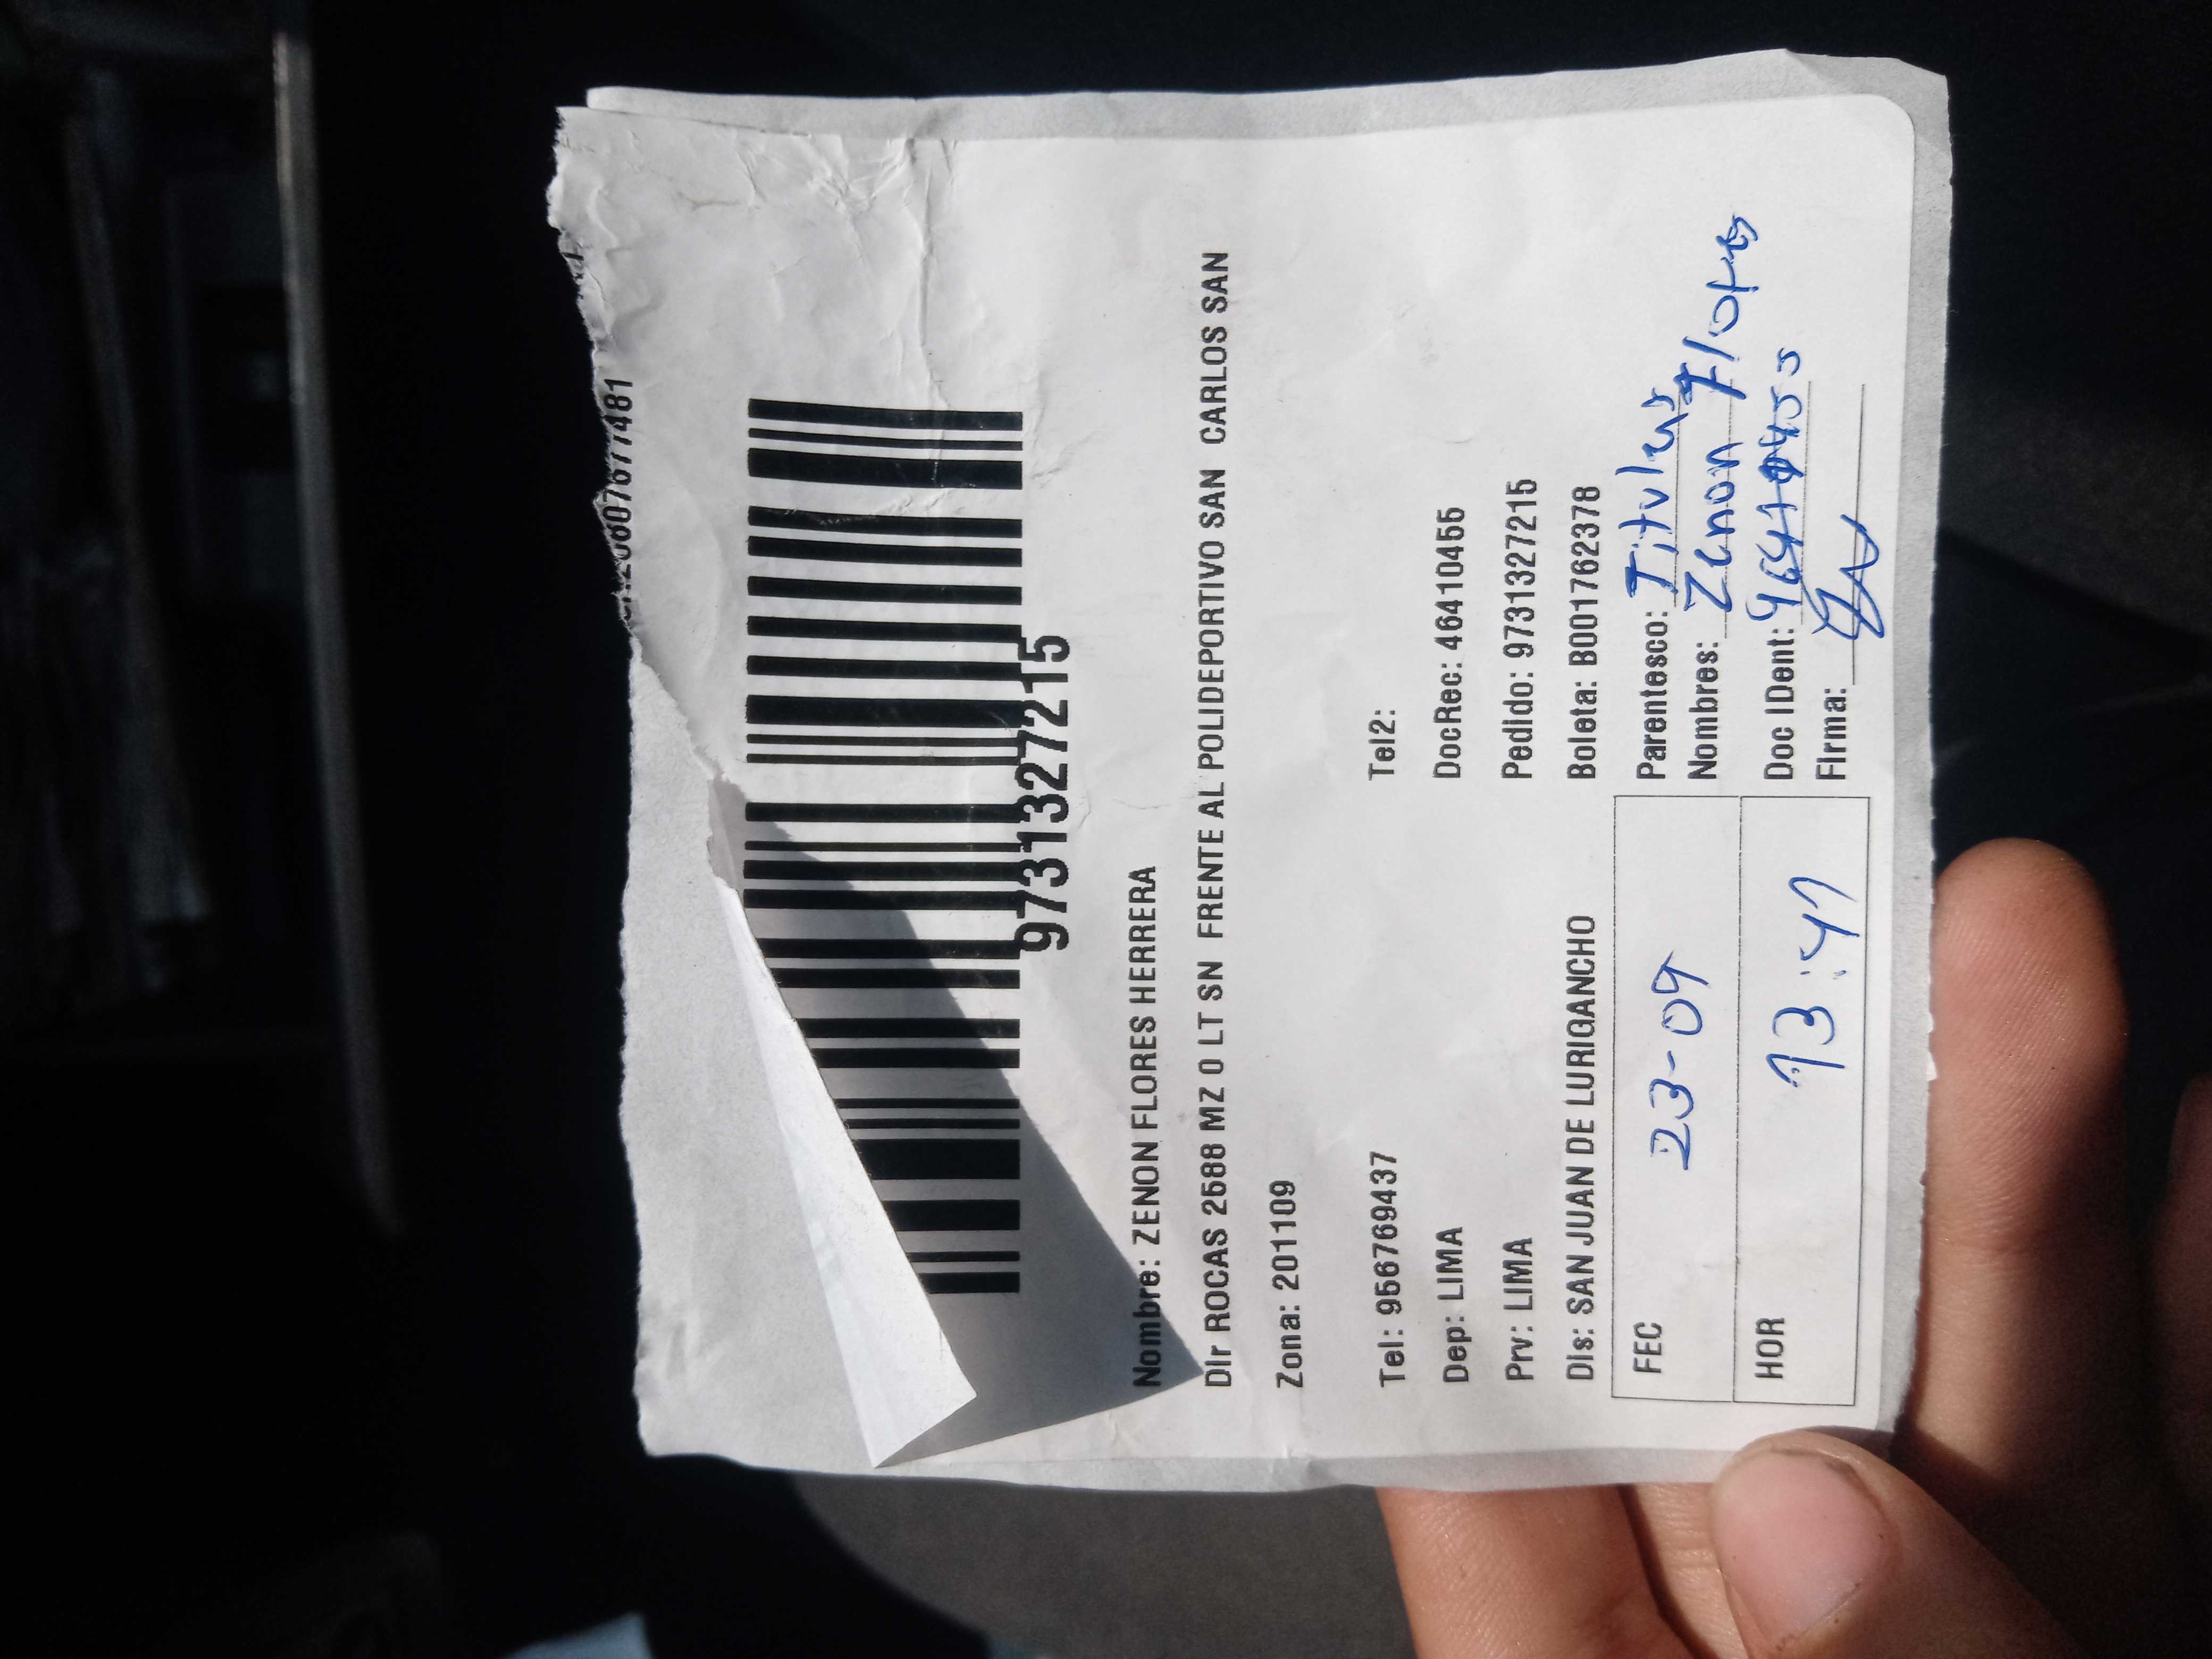 77481
9731327215
Nombre: ZENON FLORES HERRERA
Dir ROCAS 2588 MZ O LT SN FRENTE AL POLIDEPORTIVO SAN CARLOS SAN
Zona: 201109
Tel: 956769437 Tel2:
Dep: LIMA DocRec: 46410455
Prv: LIMA Pedido: 9731327215
Dis: SAN JUAN DE LURIGANCHO Boleta: B001762378
FEC 23-09 Parentesco: Titular
Nombres: Zenon Flores
HOR 13:47 Doc IDent:
Firma: